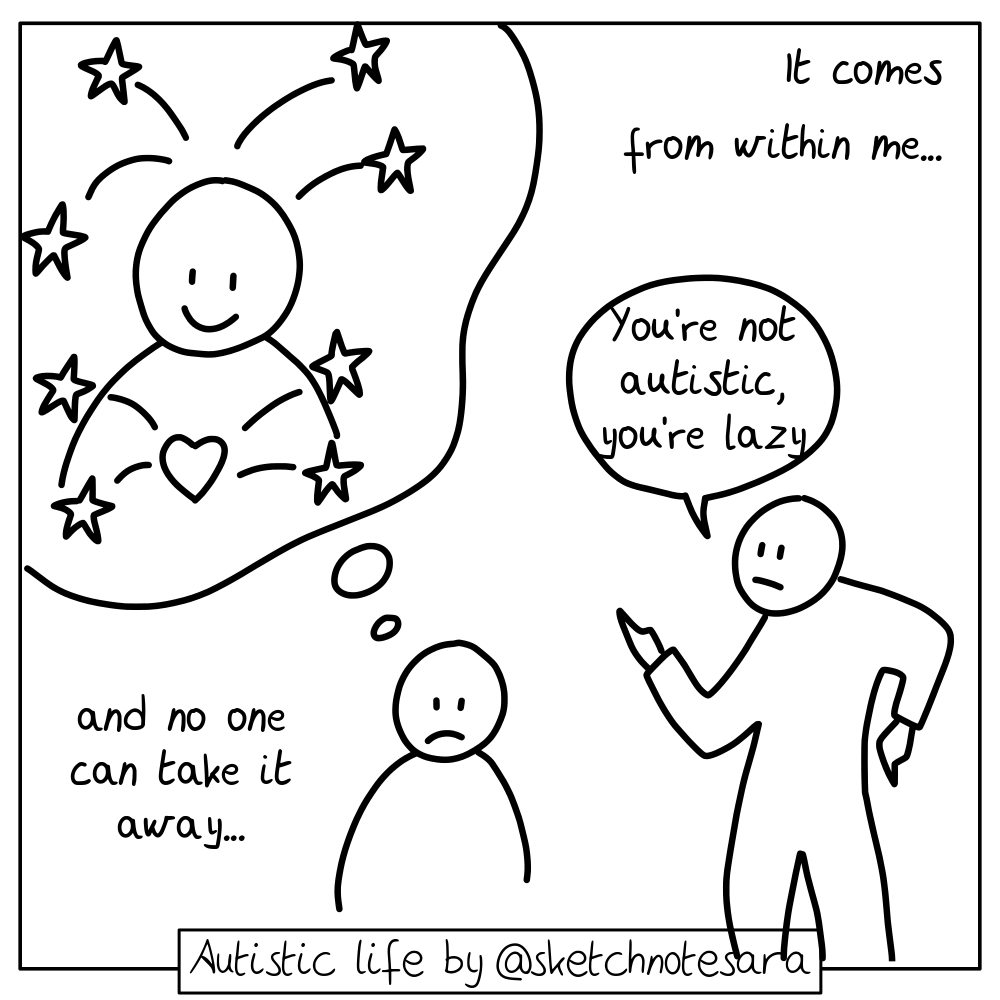 It comes
from within me...
You're not
autistic,
you're lazy
and no one
can take it
away...
Autistic life by @sketchnotesara